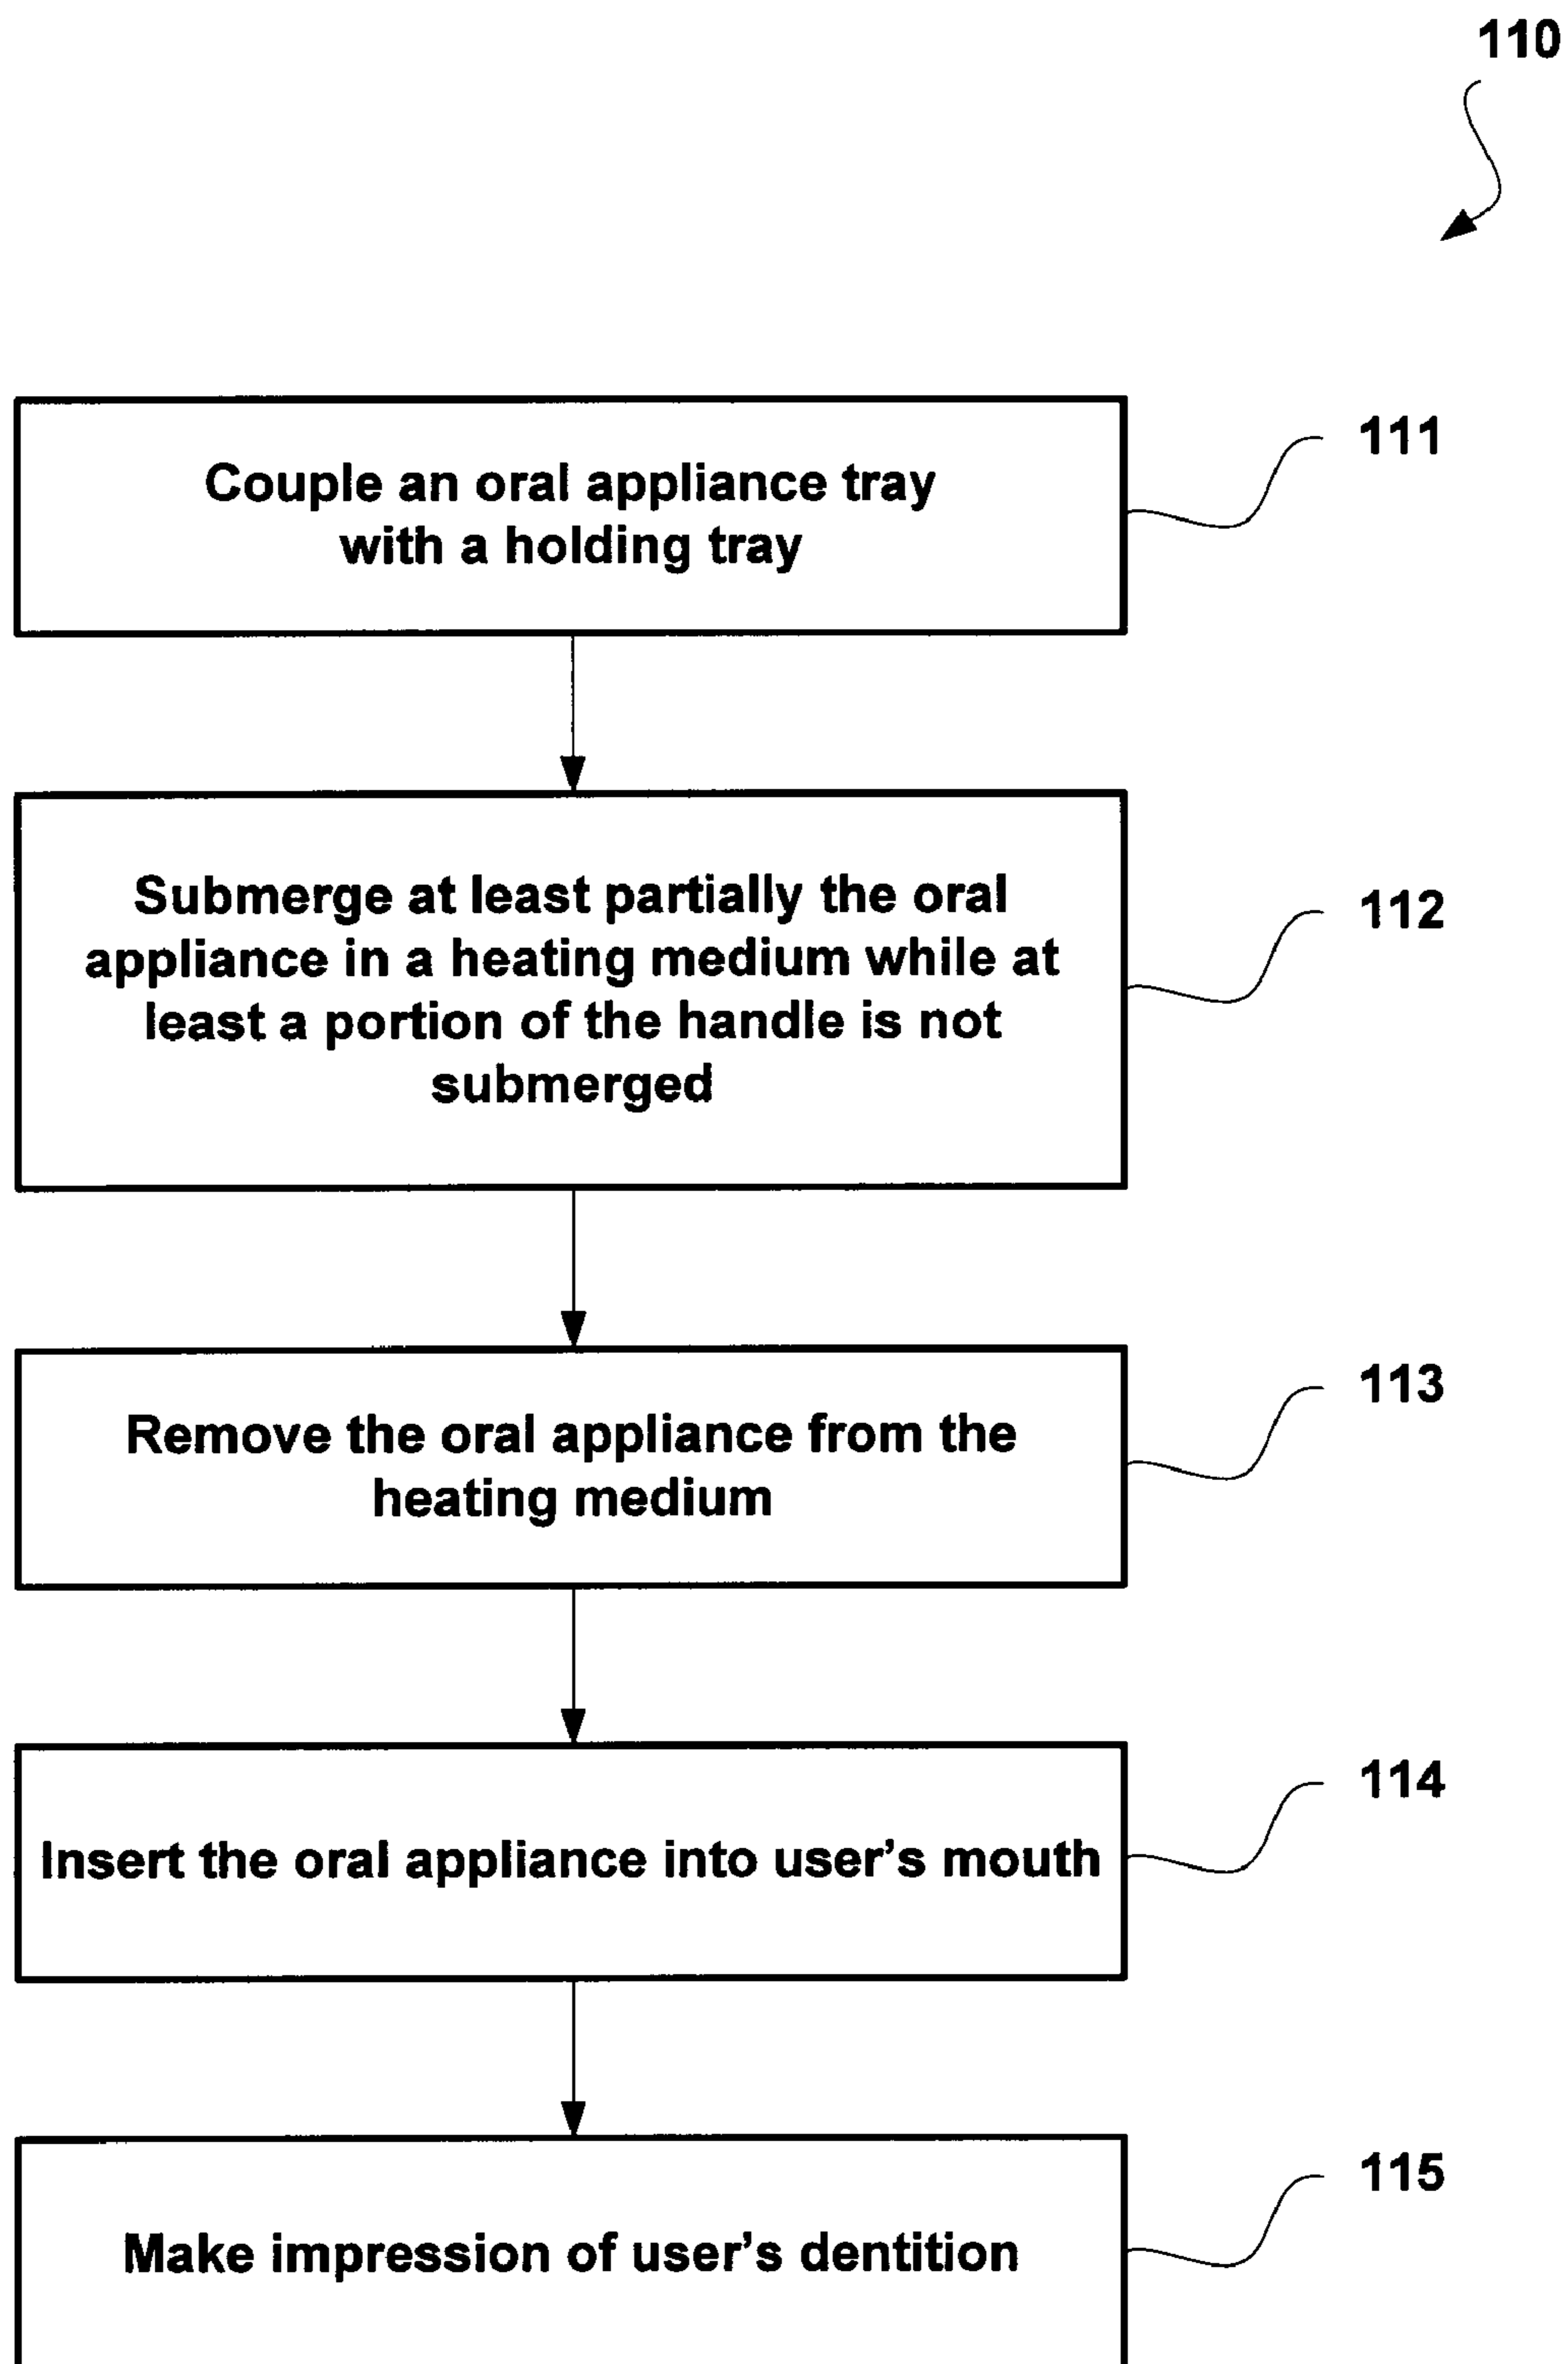 110
Couple an oral appliance tray
with a holding tray
111
Submerge at least partially the oral
appliance in a heating medium while at
least a portion of the handle is not
submerged
112
Remove the oral appliance from the
heating medium
113
Insert the oral appliance into user’s mouth
114
Make impression of user’s dentition
115